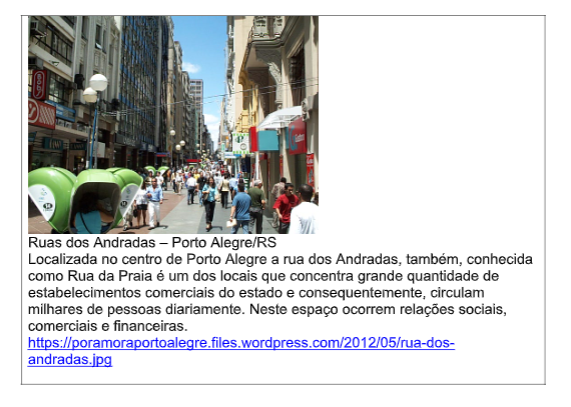 Ruas dos Andradas – Porto Alegre/RS
Localizada no centro de Porto Alegre a rua dos Andradas, também, conhecida
como Rua da Praia é um dos locais que concentra grande quantidade de
estabelecimentos comerciais do estado e consequentemente, circulam
milhares de pessoas diariamente. Neste espaço ocorrem relações sociais,
comerciais e financeiras.
https://poramoraportoalegre.files.wordpress.com/2012/05/rua-dos-
andradas.jpg